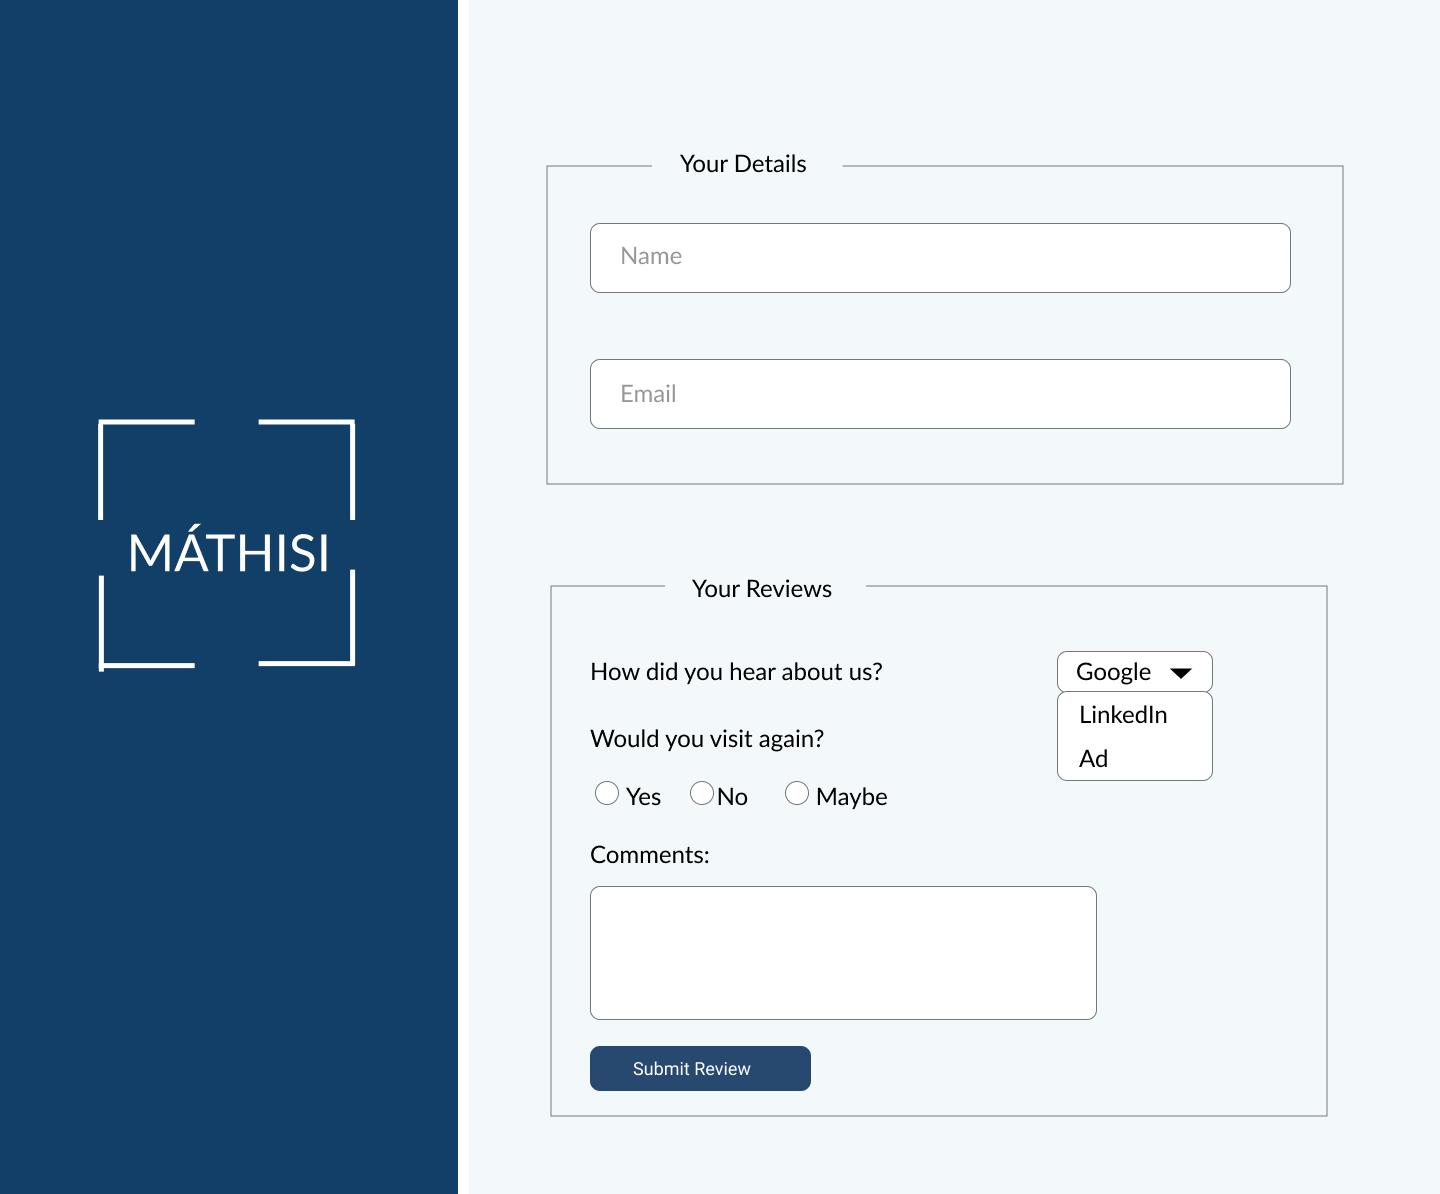 MÁTHISI
Your Details
Name
Email
Your Reviews
How did you hear about us?
Google
LinkedIn
Ad
Would you visit again?
Yes No Maybe
Comments:
Submit Review